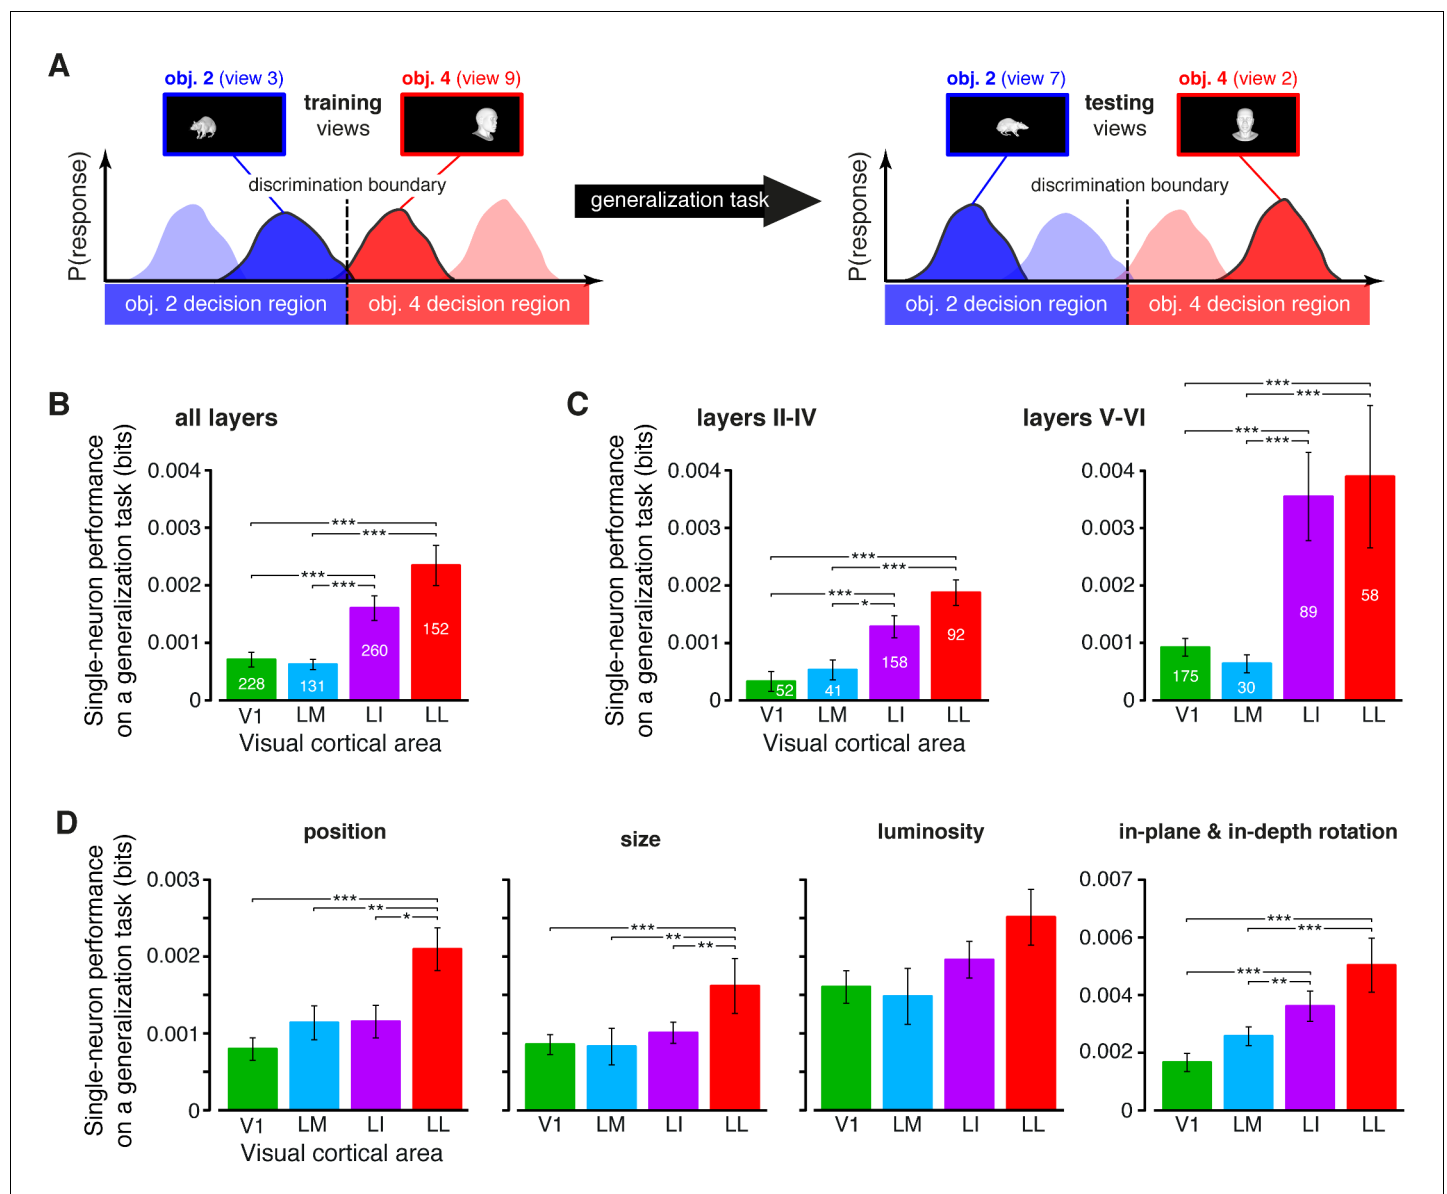 A
obj. 2 (view 3)
training
views
obj. 4 (view 9)
P(response)
discrimination boundary
obj. 2 decision region
obj. 4 decision region
generalization task
obj. 2 (view 7)
testing
views
obj. 4 (view 2)
P(response)
discrimination boundary
obj. 2 decision region
obj. 4 decision region
B
all layers
Single-neuron performance
on a generalization task (bits)
0.004
0.003
0.002
0.001
0
***
***
***
***
228
131
260
152
V1
LM
LI
LL
Visual cortical area
C
layers II-IV
Single-neuron performance
on a generalization task (bits)
0.004
0.003
0.002
0.001
0
***
***
***
*
52
41
158
92
V1
LM
LI
LL
Visual cortical area
layers V-VI
0.004
0.003
0.002
0.001
0
***
***
***
***
175
30
89
58
V1
LM
LI
LL
D
position
Single-neuron performance
on a generalization task (bits)
0.003
0.002
0.001
0
***
**
*
V1
LM
LI
LL
Visual cortical area
size
***
**
**
V1
LM
LI
LL
luminosity
V1
LM
LI
LL
in-plane & in-depth rotation
0.007
0.006
0.004
0.002
0
***
***
***
**
V1
LM
LI
LL